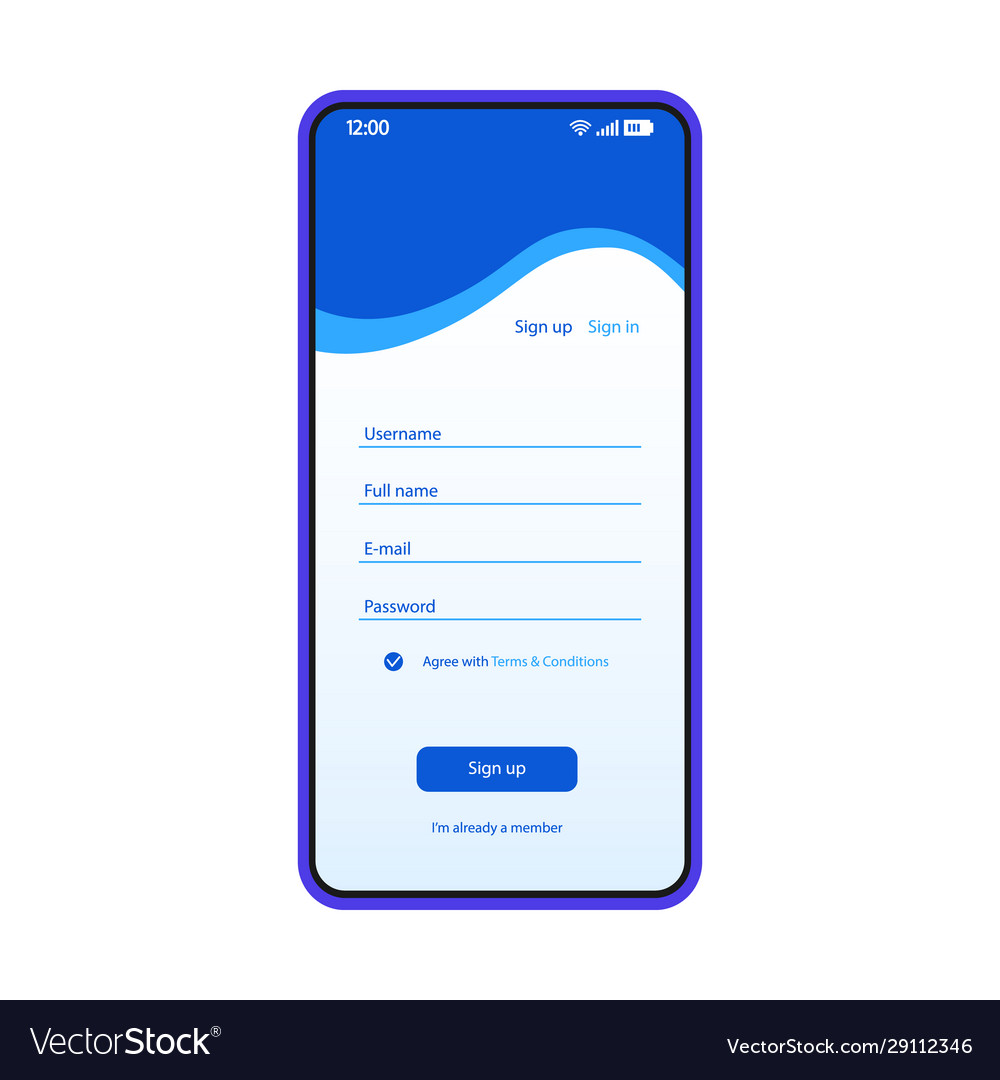 12:00
Sign up Sign in
Username
Full name
E-mail
Password
Agree with Terms & Conditions
Sign up
I'm already a member
VectorStock®
VectorStock.com/29112346